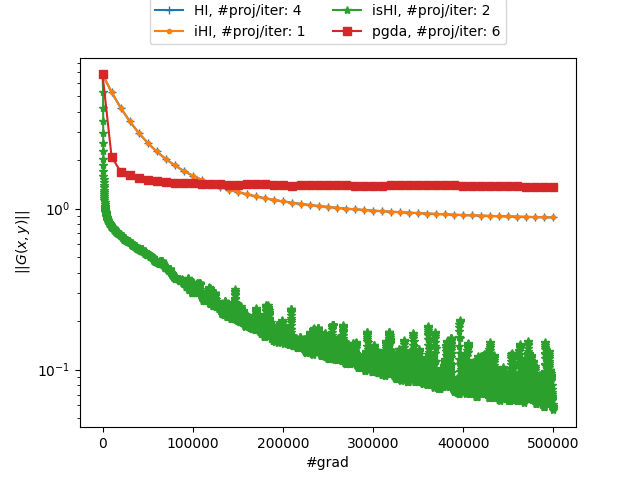 HI, #proj/iter: 4 isHI, #proj/iter: 2
iHI, #proj/iter: 1 pgda, #proj/iter: 6
||G(x, y)||
10⁰
10⁻¹
0 100000 200000 300000 400000 500000
#grad